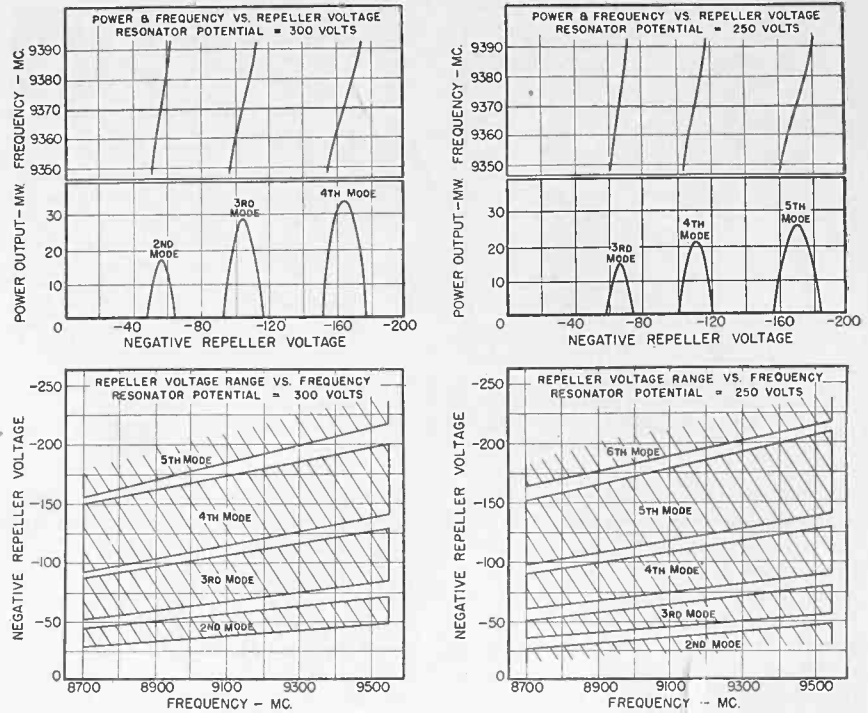 POWER & FREQUENCY VS. REPELLER VOLTAGE
RESONATOR POTENTIAL = 300 VOLTS
FREQUENCY - MC.
9390
9380
9370
9360
9350
POWER OUTPUT - MW.
30
20
10
0
2ND MODE
3RD MODE
4TH MODE
0 -40 -80 -120 -160 -200
NEGATIVE REPELLER VOLTAGE
POWER & FREQUENCY VS. REPELLER VOLTAGE
RESONATOR POTENTIAL = 250 VOLTS
FREQUENCY - MC.
9390
9380
9370
9360
9350
POWER OUTPUT - MW.
30
20
10
0
3RD MODE
4TH MODE
5TH MODE
0 -40 -80 -120 -160 -200
NEGATIVE REPELLER VOLTAGE
REPELLER VOLTAGE RANGE VS. FREQUENCY
RESONATOR POTENTIAL = 300 VOLTS
NEGATIVE REPELLER VOLTAGE
-250
-200
-150
-100
-50
0
5TH MODE
4TH MODE
3RD MODE
2ND MODE
8700 8900 9100 9300 9500
FREQUENCY - MC.
REPELLER VOLTAGE RANGE VS. FREQUENCY
RESONATOR POTENTIAL = 250 VOLTS
NEGATIVE REPELLER VOLTAGE
-250
-200
-150
-100
-50
0
6TH MODE
5TH MODE
4TH MODE
3RD MODE
2ND MODE
8700 8900 9100 9300 9500
FREQUENCY - MC.